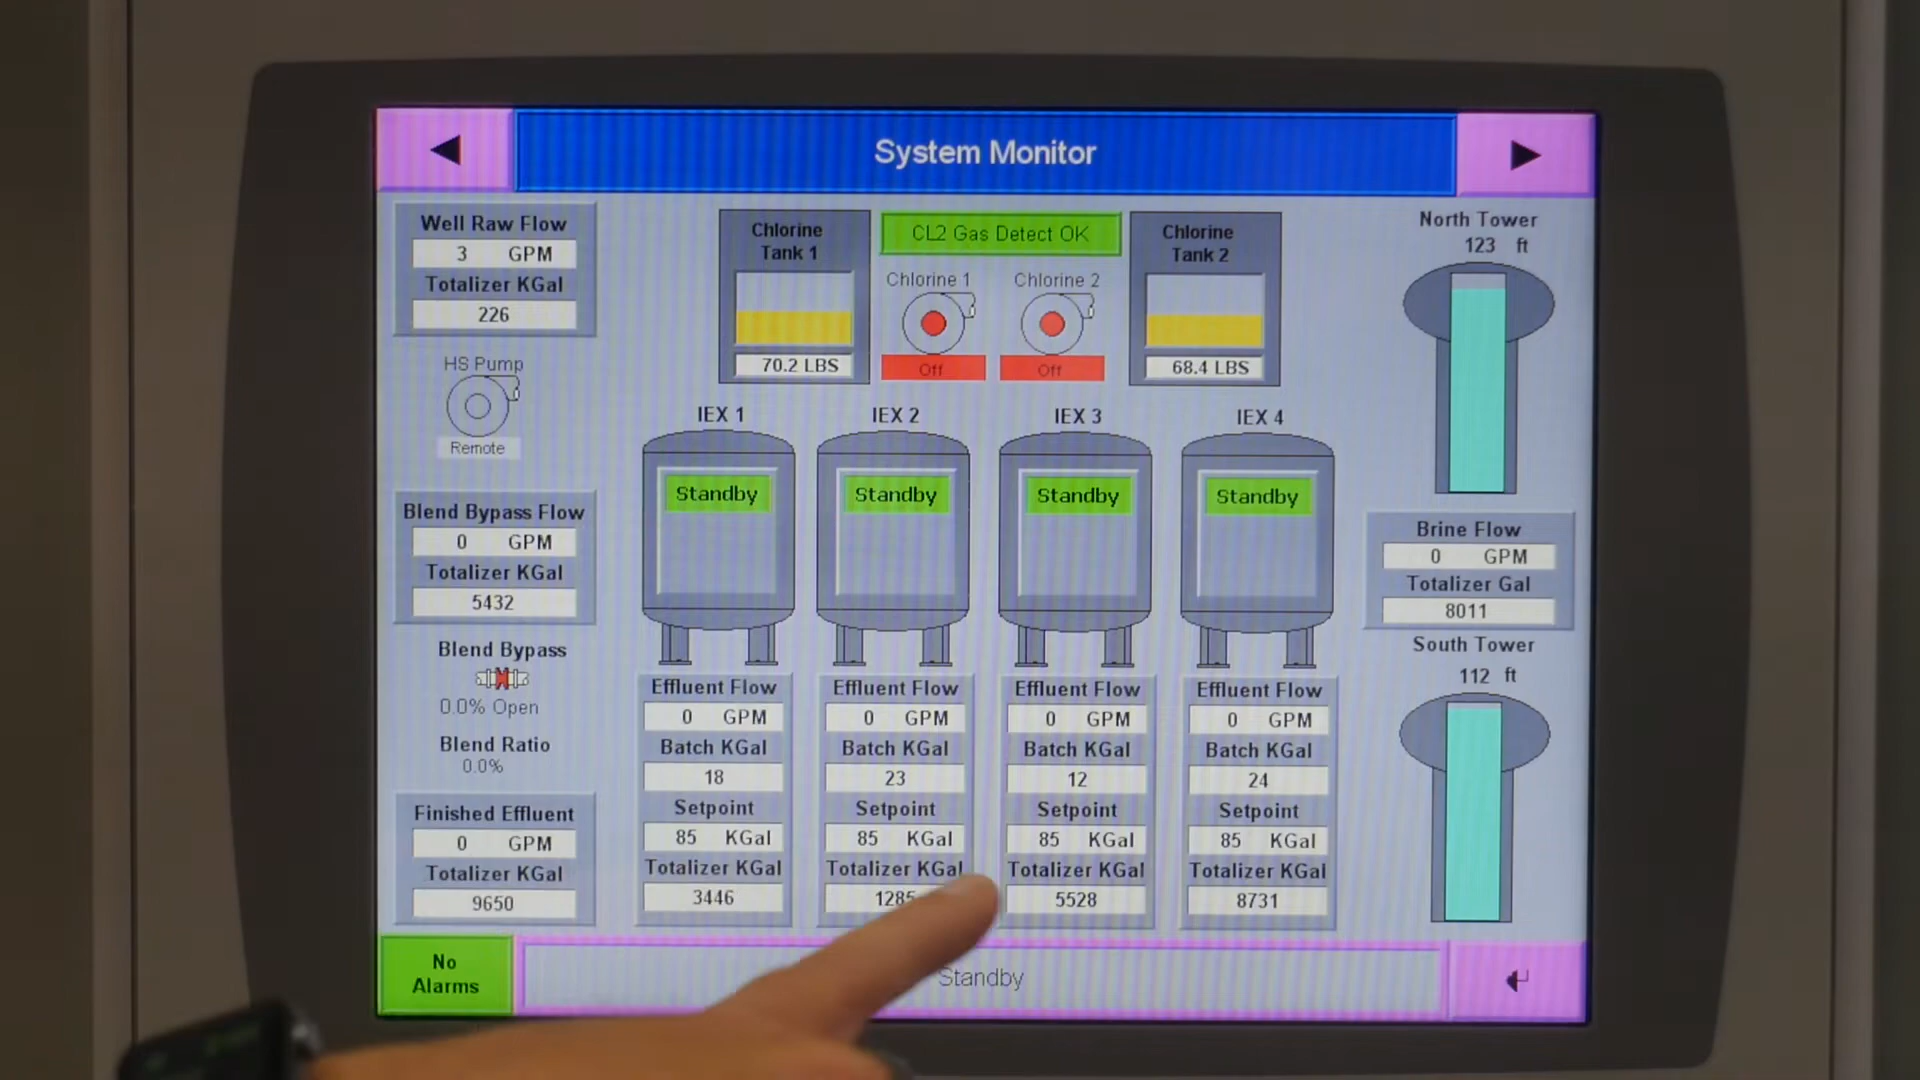 System Monitor
Well Raw Flow
3 GPM
Totalizer KGal
226
HS Pump
Remote
Blend Bypass Flow
0 GPM
Totalizer KGal
5432
Blend Bypass
0.0% Open
Blend Ratio
0.0%
Finished Effluent
0 GPM
Totalizer KGal
9650
Chlorine
Tank 1
70.2 LBS
CL2 Gas Detect OK
Chlorine 1
Off
Chlorine 2
Off
Chlorine
Tank 2
68.4 LBS
IEX 1
Standby
Effluent Flow
0 GPM
Batch KGal
18
Setpoint
85 KGal
Totalizer KGal
3446
IEX 2
Standby
Effluent Flow
0 GPM
Batch KGal
23
Setpoint
85 KGal
Totalizer KGal
1285
IEX 3
Standby
Effluent Flow
0 GPM
Batch KGal
12
Setpoint
85 KGal
Totalizer KGal
5528
IEX 4
Standby
Effluent Flow
0 GPM
Batch KGal
24
Setpoint
85 KGal
Totalizer KGal
8731
North Tower
123 ft
Brine Flow
0 GPM
Totalizer Gal
8011
South Tower
112 ft
No
Alarms
Standby